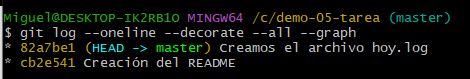 Miguel@DESKTOP-IK2RB1O MINGW64 /c/demo-05-tarea (master)
$ git log --oneline --decorate --all --graph
* 82a7be1 (HEAD -> master) Creamos el archivo hoy.log
* cb2e541 Creación del README